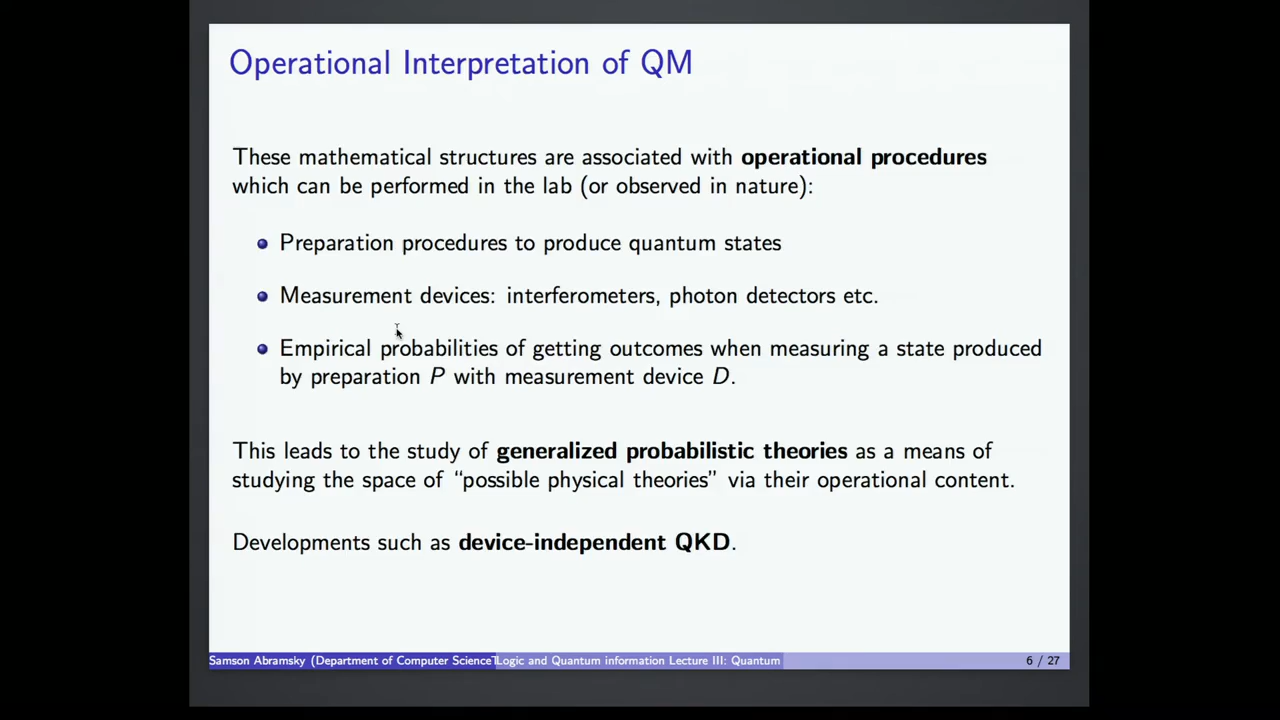 Operational Interpretation of QM
These mathematical structures are associated with operational procedures
which can be performed in the lab (or observed in nature):
Preparation procedures to produce quantum states
Measurement devices: interferometers, photon detectors etc.
Empirical probabilities of getting outcomes when measuring a state produced
by preparation P with measurement device D.
This leads to the study of generalized probabilistic theories as a means of
studying the space of “possible physical theories” via their operational content.
Developments such as device-independent QKD.
Samson Abramsky (Department of Computer Science Logic and Quantum information Lecture III: Quantum 6 / 27